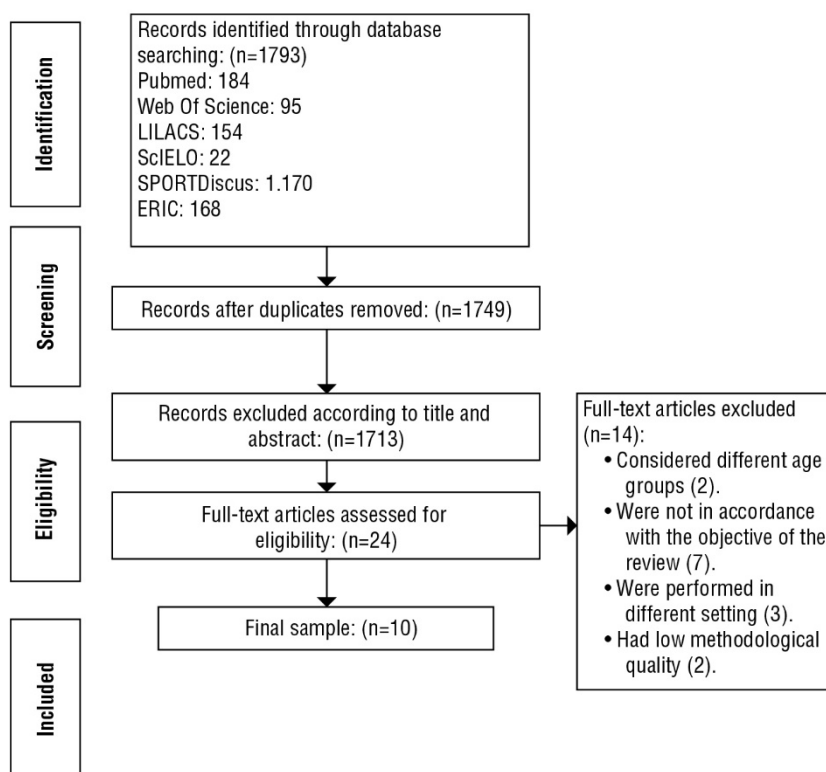 Identification
Records identified through database
searching: (n=1793)
Pubmed: 184
Web Of Science: 95
LILACS: 154
ScIELO: 22
SPORTDiscus: 1.170
ERIC: 168
Screening
Records after duplicates removed: (n=1749)
Eligibility
Records excluded according to title and
abstract: (n=1713)
Full-text articles assessed for
eligibility: (n=24)
Full-text articles excluded
(n=14):
• Considered different age
groups (2).
• Were not in accordance
with the objective of the
review (7).
• Were performed in
different setting (3).
• Had low methodological
quality (2).
Included
Final sample: (n=10)